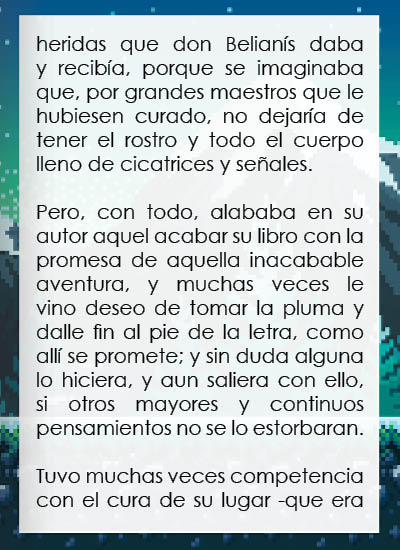 heridas que don Belianís daba
y recibía, porque se imaginaba
que, por grandes maestros que le
hubiesen curado, no dejaría de
tener el rostro y todo el cuerpo
lleno de cicatrices y señales.
Pero, con todo, alababa en su
autor aquel acabar su libro con la
promesa de aquella inacabable
aventura, y muchas veces le
vino deseo de tomar la pluma y
dalle fin al pie de la letra, como
allí se promete; y sin duda alguna
lo hiciera, y aun saliera con ello,
si otros mayores y continuos
pensamientos no se lo estorbaran.
Tuvo muchas veces competencia
con el cura de su lugar -que era